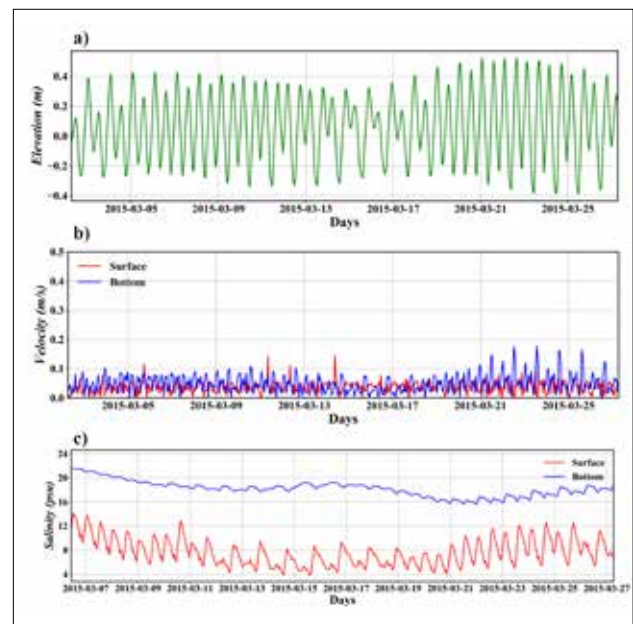 a)
0.4
0.2
0.0
−0.2
−0.4
Elevation (m)
2015-03-05 2015-03-09 2015-03-13 2015-03-17 2015-03-21 2015-03-25
Days
b)
0.5
0.4
0.3
0.2
0.1
0.0
Velocity (m/s)
Surface
Bottom
2015-03-05 2015-03-09 2015-03-13 2015-03-17 2015-03-21 2015-03-25
Days
c)
24
20
16
12
8
4
Salinity (psu)
Surface
Bottom
2015-03-07 2015-03-09 2015-03-11 2015-03-13 2015-03-15 2015-03-17 2015-03-19 2015-03-21 2015-03-23 2015-03-25 2015-03-27
Days